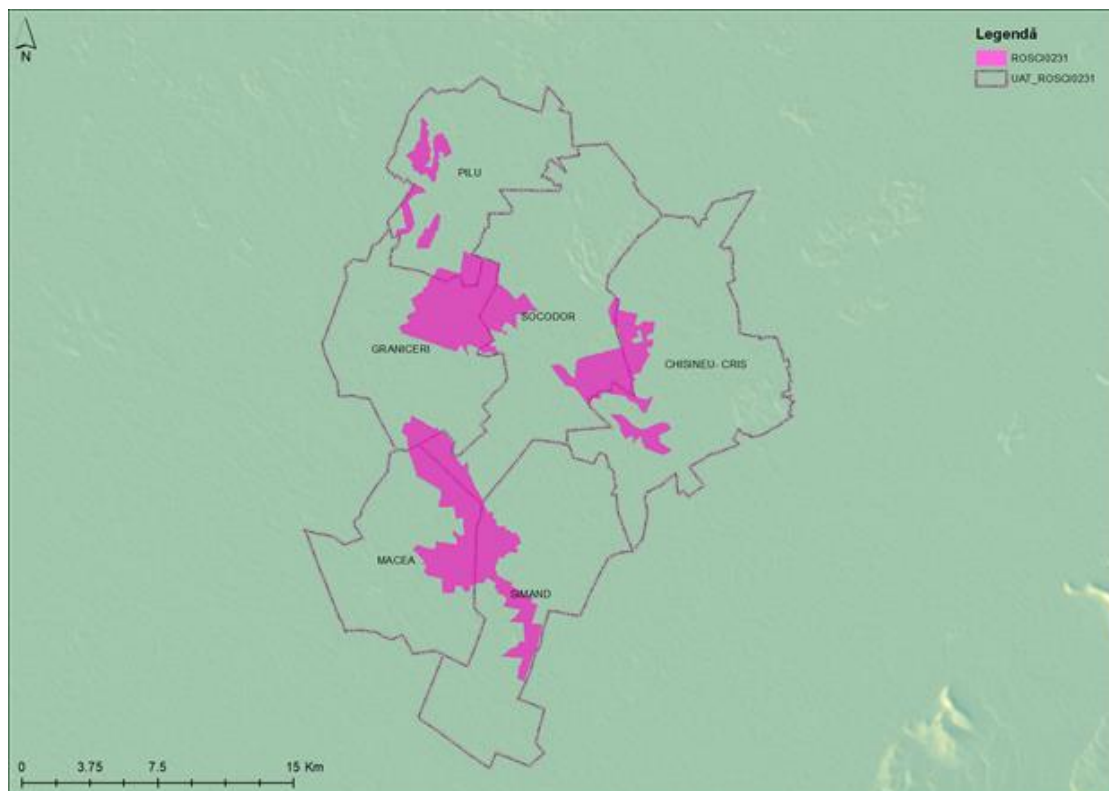 N
Legendă
ROSCI0231
UAT_ROSCI0231
PILU
SOCODOR
GRANICERI
CHISINEU- CRIS
MACEA
SIMAND
0 3.75 7.5 15 Km